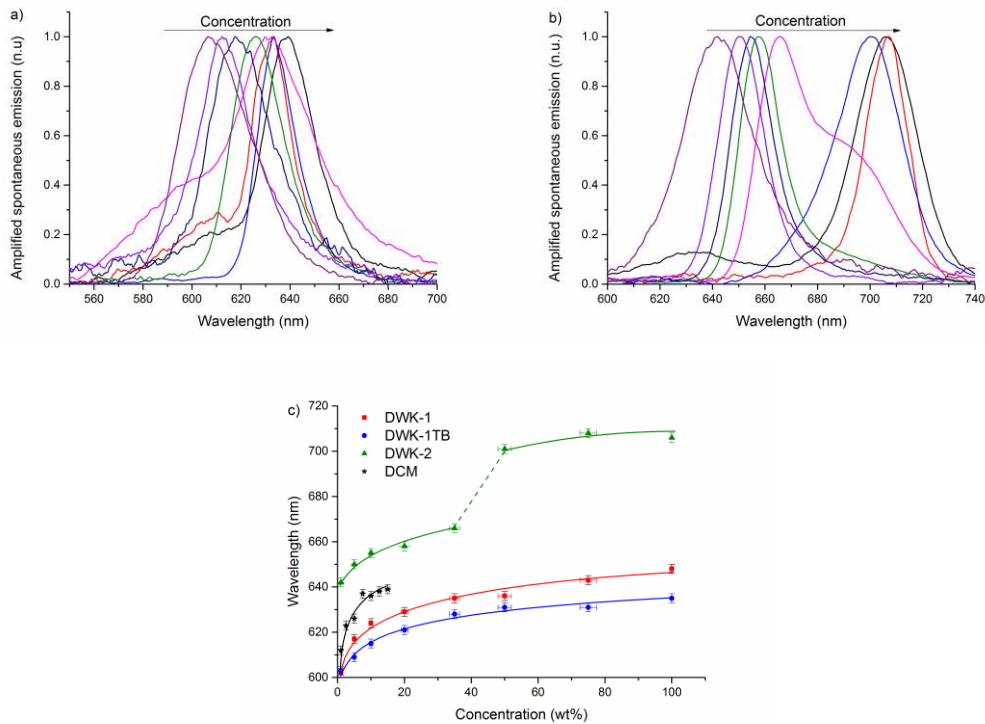 a)
Concentration
Amplified spontaneous emission (n.u)
1.0
0.8
0.6
0.4
0.2
0.0
560 580 600 620 640 660 680 700
Wavelength (nm)
b)
Concentration
Amplified spontaneous emission (n.u.)
1.0
0.8
0.6
0.4
0.2
0.0
600 620 640 660 680 700 720 740
Wavelength (nm)
c)
DWK-1
DWK-1TB
DWK-2
DCM
Wavelength (nm)
720
700
680
660
640
620
600
0 20 40 60 80 100
Concentration (wt%)